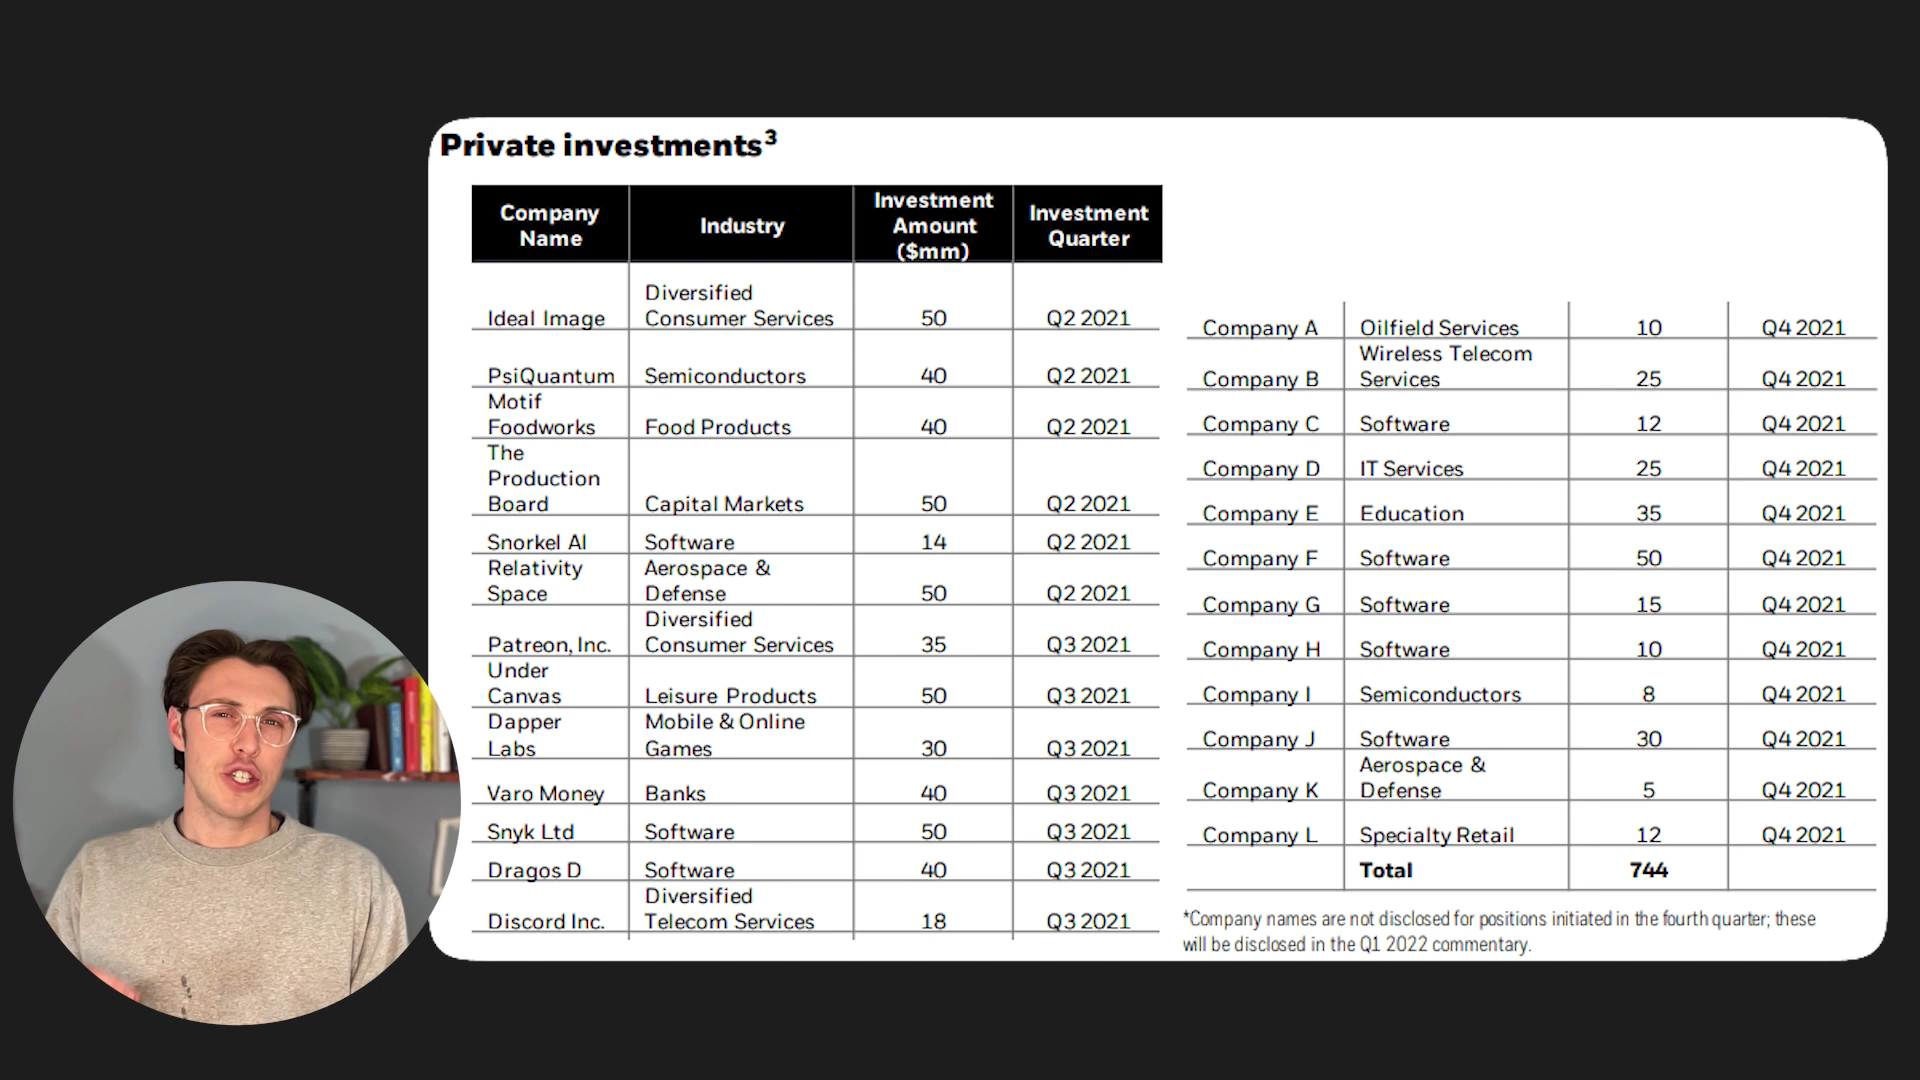 Private investments³
Company Name | Industry | Investment Amount ($mm) | Investment Quarter
Ideal Image | Diversified Consumer Services | 50 | Q2 2021
PsiQuantum | Semiconductors | 40 | Q2 2021
Motif Foodworks | Food Products | 40 | Q2 2021
The Production Board | Capital Markets | 50 | Q2 2021
Snorkel AI | Software | 14 | Q2 2021
Relativity Space | Aerospace & Defense | 50 | Q2 2021
Patreon, Inc. | Diversified Consumer Services | 35 | Q3 2021
Under Canvas | Leisure Products | 50 | Q3 2021
Dapper Labs | Mobile & Online Games | 30 | Q3 2021
Varo Money | Banks | 40 | Q3 2021
Snyk Ltd | Software | 50 | Q3 2021
Dragos D | Software | 40 | Q3 2021
Discord Inc. | Diversified Telecom Services | 18 | Q3 2021
Company A | Oilfield Services | 10 | Q4 2021
Company B | Wireless Telecom Services | 25 | Q4 2021
Company C | Software | 12 | Q4 2021
Company D | IT Services | 25 | Q4 2021
Company E | Education | 35 | Q4 2021
Company F | Software | 50 | Q4 2021
Company G | Software | 15 | Q4 2021
Company H | Software | 10 | Q4 2021
Company I | Semiconductors | 8 | Q4 2021
Company J | Software | 30 | Q4 2021
Company K | Aerospace & Defense | 5 | Q4 2021
Company L | Specialty Retail | 12 | Q4 2021
Total | 744
*Company names are not disclosed for positions initiated in the fourth quarter; these
will be disclosed in the Q1 2022 commentary.